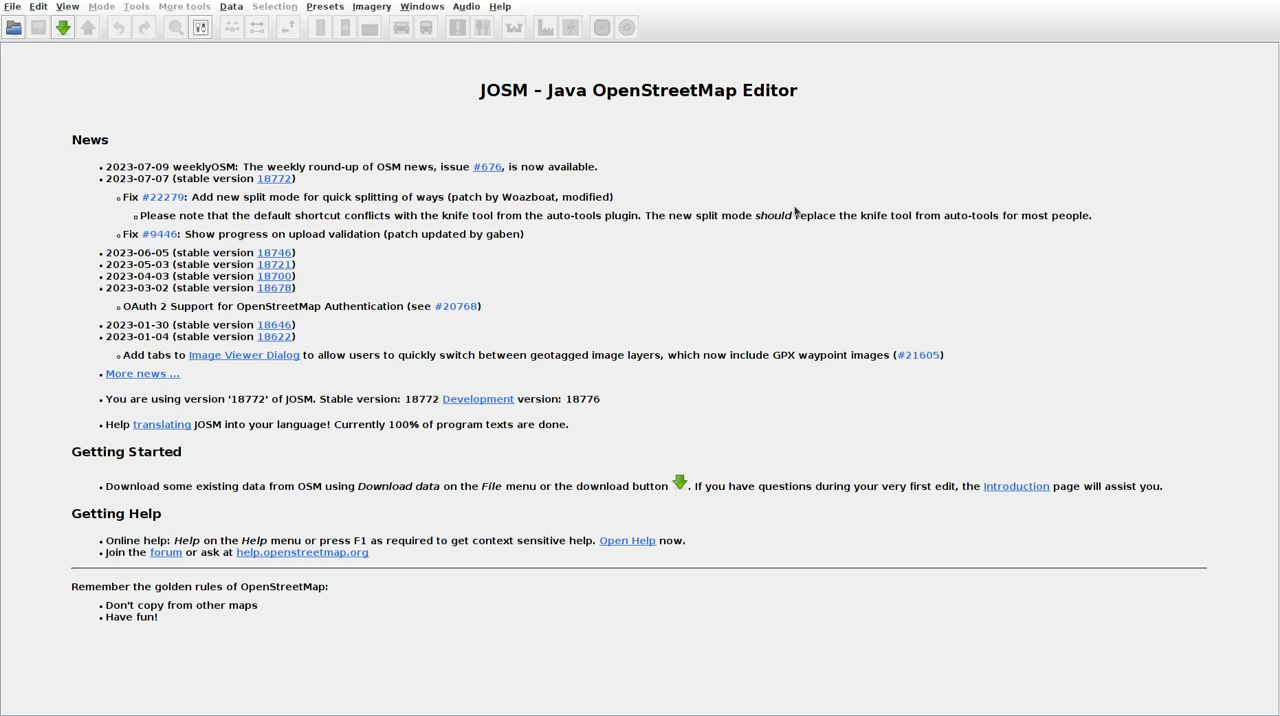 File Edit View Mode Tools More tools Data Selection Presets Imagery Windows Audio Help
JOSM – Java OpenStreetMap Editor
News
2023-07-09 weeklyOSM: The weekly round-up of OSM news, issue #676, is now available.
2023-07-07 (stable version 18772)
Fix #22279: Add new split mode for quick splitting of ways (patch by Woazboat, modified)
Please note that the default shortcut conflicts with the knife tool from the auto-tools plugin. The new split mode should replace the knife tool from auto-tools for most people.
Fix #9446: Show progress on upload validation (patch updated by gaben)
2023-06-05 (stable version 18746)
2023-05-03 (stable version 18721)
2023-04-03 (stable version 18700)
2023-03-02 (stable version 18678)
OAuth 2 Support for OpenStreetMap Authentication (see #20768)
2023-01-30 (stable version 18646)
2023-01-04 (stable version 18622)
Add tabs to Image Viewer Dialog to allow users to quickly switch between geotagged image layers, which now include GPX waypoint images (#21605)
More news ...
You are using version '18772' of JOSM. Stable version: 18772 Development version: 18776
Help translating JOSM into your language! Currently 100% of program texts are done.
Getting Started
Download some existing data from OSM using Download data on the File menu or the download button . If you have questions during your very first edit, the Introduction page will assist you.
Getting Help
Online help: Help on the Help menu or press F1 as required to get context sensitive help. Open Help now.
Join the forum or ask at help.openstreetmap.org
Remember the golden rules of OpenStreetMap:
Don't copy from other maps
Have fun!